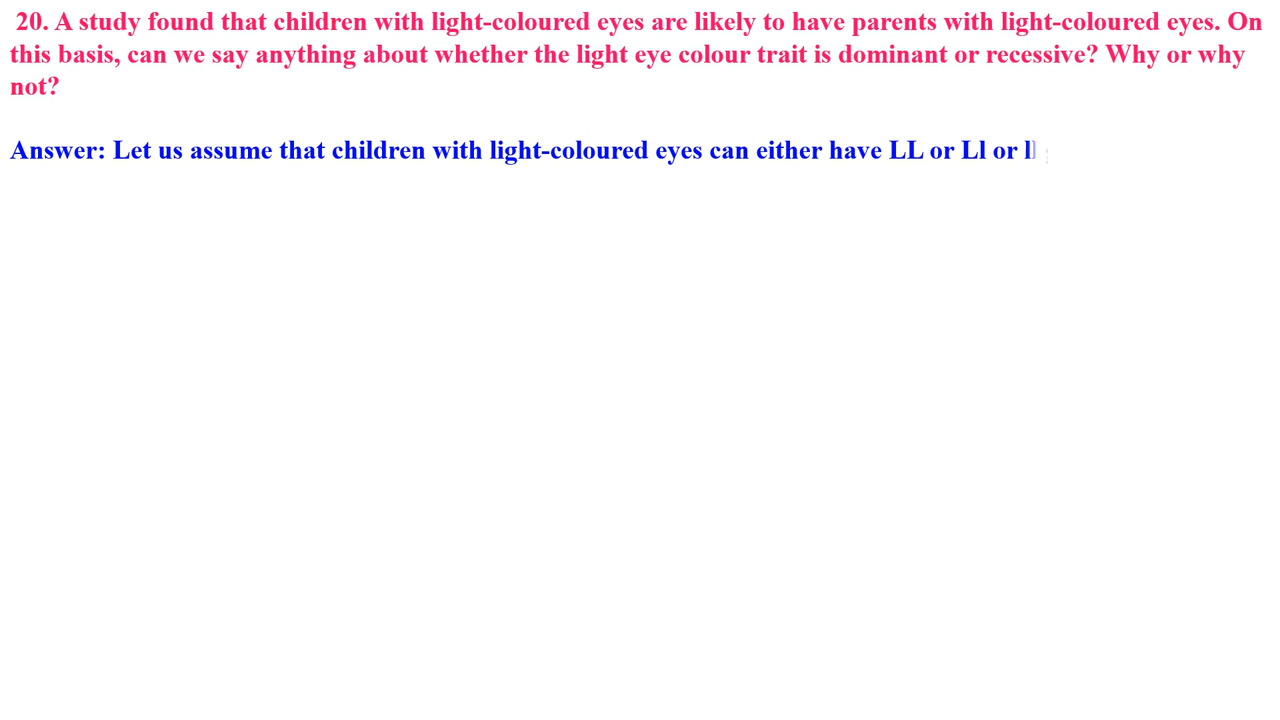 20. A study found that children with light-coloured eyes are likely to have parents with light-coloured eyes. On
this basis, can we say anything about whether the light eye colour trait is dominant or recessive? Why or why
not?
Answer: Let us assume that children with light-coloured eyes can either have LL or Ll or ll